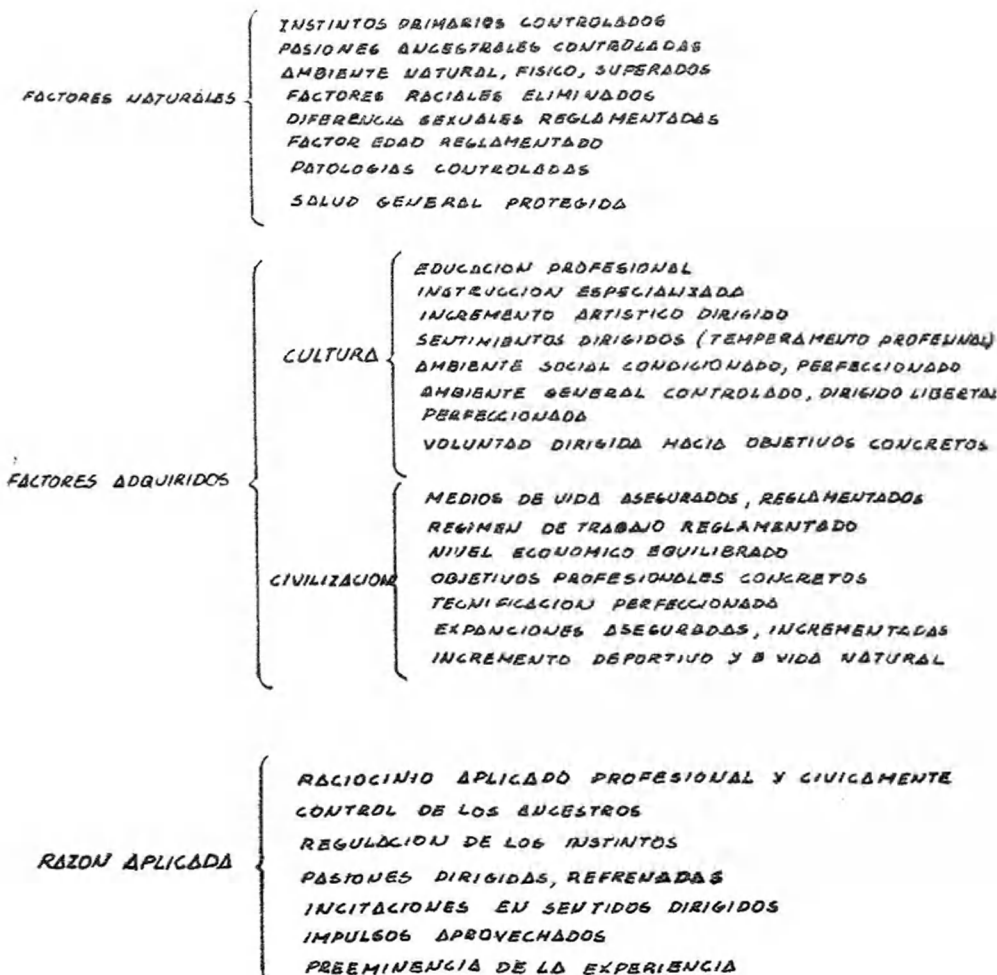 INSTINTOS PRIMARIOS CONTROLADOS
PASIONES ANCESTRALES CONTROLADAS
AMBIENTE NATURAL, FISICO, SUPERADOS
FACTORES NATURALES
FACTORES RACIALES ELIMINADOS
DIFERENCIA SEXUALES REGLAMENTADAS
FACTOR EDAD REGLAMENTADO
PATOLOGIAS CONTROLADAS
SALUD GENERAL PROTEGIDA
FACTORES ADQUIRIDOS
CULTURA
EDUCACION PROFESIONAL
INSTRUCCION ESPECIALIZADA
INCREMENTO ARTISTICO DIRIGIDO
SENTIMIENTOS DIRIGIDOS (TEMPERAMENTO PROFEUNAL)
AMBIENTE SOCIAL CONDICIONADO, PERFECCIONADO
AMBIENTE GENERAL CONTROLADO, DIRIGIDO LIBERTAL
PERFECCIONADA
VOLUNTAD DIRIGIDA HACIA OBJETIVOS CONCRETOS
CIVILIZACION
MEDIOS DE VIDA ASEGURADOS, REGLAMENTADOS
REGIMEN DE TRABAJO REGLAMENTADO
NIVEL ECONOMICO EQUILIBRADO
OBJETIVOS PROFESIONALES CONCRETOS
TECNIFICACION PERFECCIONADA
EXPANCIONES ASEGURADAS, INCREMENTADAS
INCREMENTO DEPORTIVO Y B VIDA NATURAL
RAZON APLICADA
RACIOCINIO APLICADO PROFESIONAL Y CIVICAMENTE
CONTROL DE LOS ANCESTROS
REGULACION DE LOS INSTINTOS
PASIONES DIRIGIDAS, REFRENADAS
INCITACIONES EN SENTIDOS DIRIGIDOS
IMPULSOS APROVECHADOS
PREEMINENCIA DE LA EXPERIENCIA